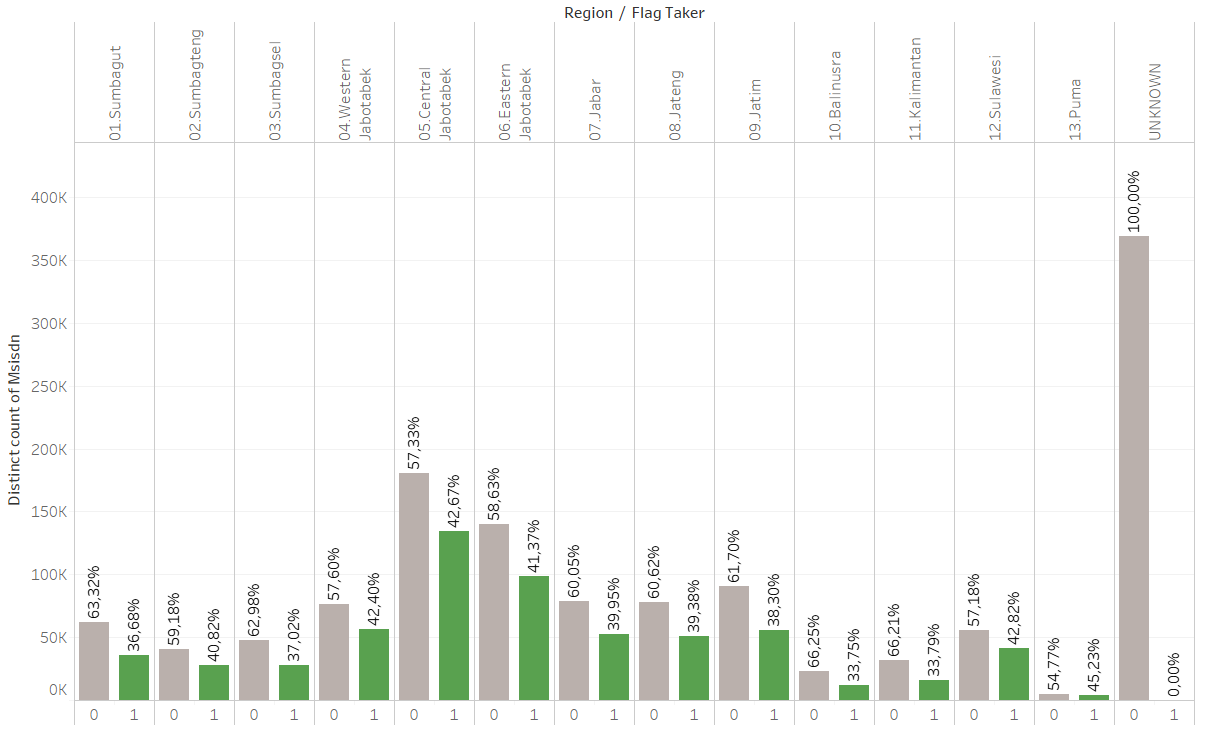 Region / Flag Taker
01.Sumbagut
02.Sumbagteng
03.Sumbagsel
04.Western
Jabotabek
05.Central
Jabotabek
06.Eastern
Jabotabek
07.Jabar
08.Jateng
09.Jatim
10.Balinusra
11.Kalimantan
12.Sulawesi
13.Puma
UNKNOWN
Distinct count of Msisdn
400K
350K
300K
250K
200K
150K
100K
50K
0K
63,32%
36,68%
59,18%
40,82%
62,98%
37,02%
57,60%
42,40%
57,33%
42,67%
58,63%
41,37%
60,05%
39,95%
60,62%
39,38%
61,70%
38,30%
66,25%
33,75%
66,21%
33,79%
57,18%
42,82%
54,77%
45,23%
100,00%
0,00%
0 1 0 1 0 1 0 1 0 1 0 1 0 1 0 1 0 1 0 1 0 1 0 1 0 1 0 1